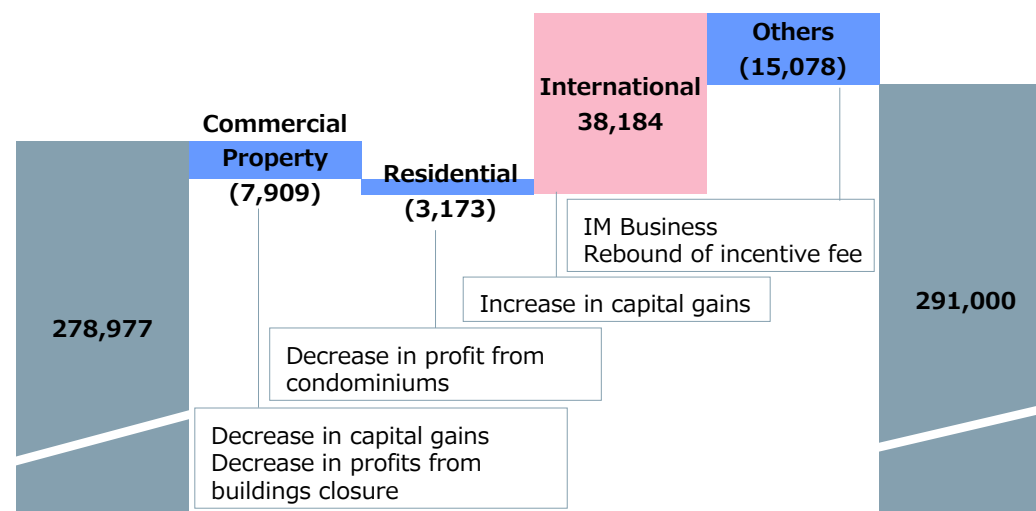 278,977
Commercial
Property
(7,909)
Residential
(3,173)
International
38,184
Others
(15,078)
291,000
IM Business
Rebound of incentive fee
Increase in capital gains
Decrease in profit from
condominiums
Decrease in capital gains
Decrease in profits from
buildings closure